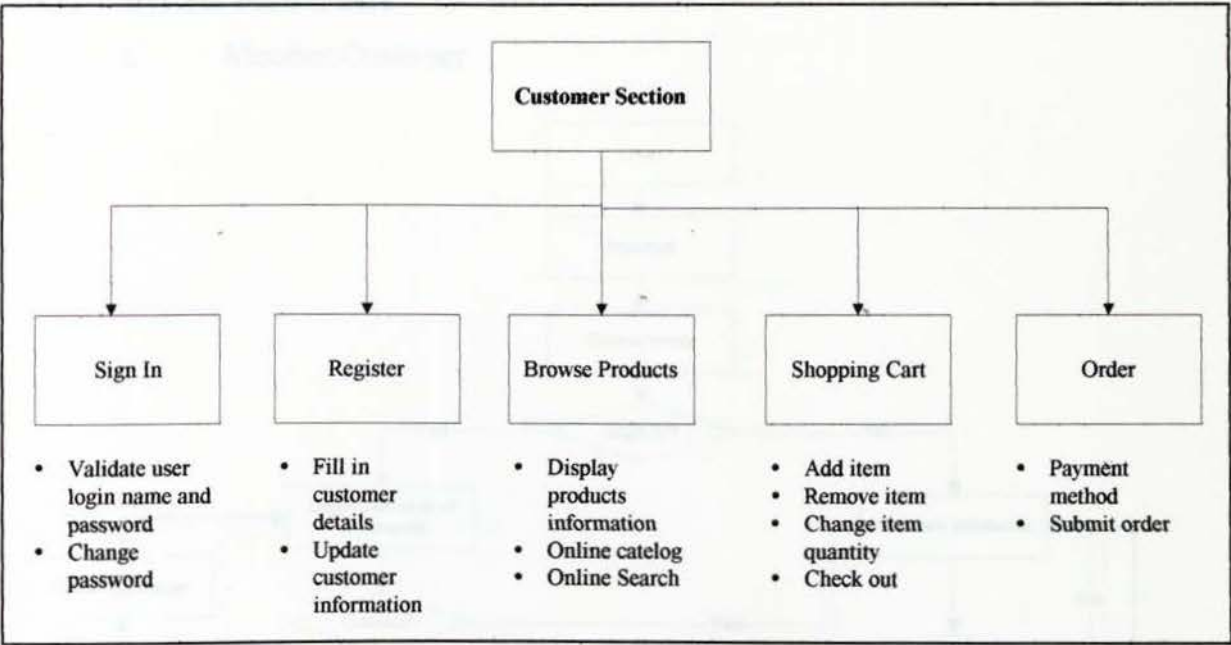 Customer Section
Sign In
Register
Browse Products
Shopping Cart
Order
• Validate user
login name and
password
• Change
password
• Fill in
customer
details
• Update
customer
information
• Display
products
information
• Online catelog
• Online Search
• Add item
• Remove item
• Change item
quantity
• Check out
• Payment
method
• Submit order